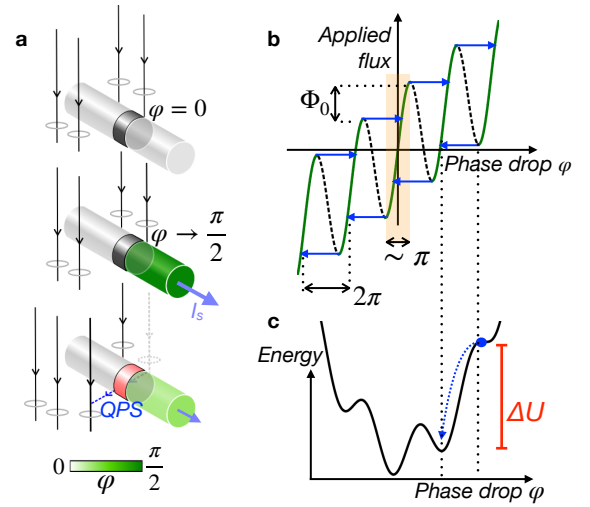 a
φ = 0
φ → π/2
I_s
QPS
0
π/2
φ
b
Applied
flux
Φ₀
Phase drop φ
~ π
2π
c
Energy
ΔU
Phase drop φ